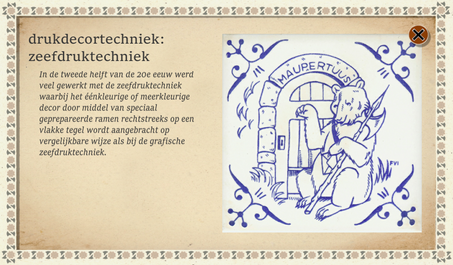 drukdecortechniek:
zeefdruktechniek
In de tweede helft van de 20e eeuw werd
veel gewerkt met de zeefdruktechniek
waarbij het éénkleurige of meerkleurige
decor door middel van speciaal
geprepareerde ramen rechtstreeks op een
vlakke tegel wordt aangebracht op
vergelijkbare wijze als bij de grafische
zeefdruktechniek.
MAUPERTUUS
FVI